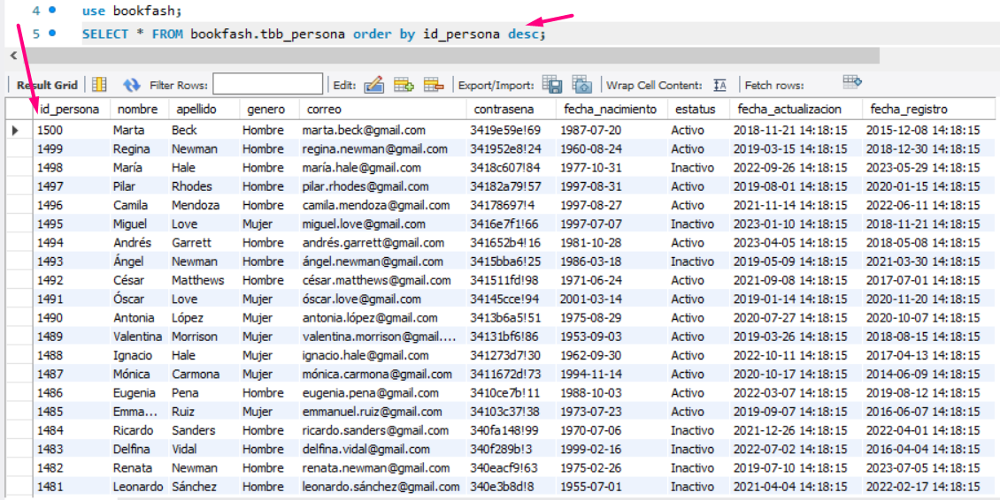 4 use bookfash;
5 SELECT * FROM bookfash.tbb_persona order by id_persona desc;
Result Grid Filter Rows: Edit: Export/Import: Wrap Cell Content: Fetch rows:
id_persona nombre apellido genero correo contrasena fecha_nacimiento estatus fecha_actualizacion fecha_registro
1500 Marta Beck Hombre marta.beck@gmail.com 3419e59e!69 1987-07-20 Activo 2018-11-21 14:18:15 2015-12-08 14:18:15
1499 Regina Newman Hombre regina.newman@gmail.com 341952e8!24 1960-08-24 Activo 2019-03-15 14:18:15 2018-12-30 14:18:15
1498 María Hale Hombre maría.hale@gmail.com 3418c607!84 1977-10-31 Inactivo 2022-09-26 14:18:15 2023-05-29 14:18:15
1497 Pilar Rhodes Hombre pilar.rhodes@gmail.com 34182a79!57 1997-08-31 Activo 2019-08-01 14:18:15 2020-01-15 14:18:15
1496 Camila Mendoza Hombre camila.mendoza@gmail.com 34178697!4 1997-08-27 Activo 2021-11-14 14:18:15 2022-06-11 14:18:15
1495 Miguel Love Mujer miguel.love@gmail.com 3416e7f1!66 1997-07-07 Inactivo 2023-01-10 14:18:15 2018-11-21 14:18:15
1494 Andrés Garrett Hombre andrés.garrett@gmail.com 341652b4!16 1981-10-28 Activo 2023-04-05 14:18:15 2018-05-08 14:18:15
1493 Ángel Newman Hombre ángel.newman@gmail.com 3415bba6!25 1986-03-18 Inactivo 2019-05-09 14:18:15 2021-03-30 14:18:15
1492 César Matthews Hombre césar.matthews@gmail.com 341511fd!98 1971-06-24 Activo 2021-09-08 14:18:15 2017-07-01 14:18:15
1491 Óscar Love Mujer óscar.love@gmail.com 34145cce!94 2001-03-14 Activo 2019-01-14 14:18:15 2020-11-20 14:18:15
1490 Antonia López Mujer antonia.lópez@gmail.com 3413b6a5!51 1975-08-29 Activo 2020-07-27 14:18:15 2020-10-07 14:18:15
1489 Valentina Morrison Mujer valentina.morrison@gmail.... 34131bf6!86 1953-09-03 Activo 2019-03-26 14:18:15 2018-08-15 14:18:15
1488 Ignacio Hale Mujer ignacio.hale@gmail.com 341273d7!30 1962-09-30 Activo 2022-10-11 14:18:15 2017-04-13 14:18:15
1487 Mónica Carmona Mujer mónica.carmona@gmail.com 3411672d!73 1994-11-14 Activo 2020-10-17 14:18:15 2014-06-09 14:18:15
1486 Eugenia Pena Hombre eugenia.pena@gmail.com 3410ce7b!11 1988-10-03 Activo 2022-03-07 14:18:15 2019-08-12 14:18:15
1485 Emma... Ruiz Mujer emmanuel.ruiz@gmail.com 34103c37!38 1973-07-23 Activo 2019-09-07 14:18:15 2016-06-07 14:18:15
1484 Ricardo Sanders Hombre ricardo.sanders@gmail.com 340fa148!99 1970-07-06 Inactivo 2021-12-26 14:18:15 2022-04-01 14:18:15
1483 Delfina Vidal Hombre delfina.vidal@gmail.com 340f289b!3 1999-02-16 Inactivo 2022-07-02 14:18:15 2016-04-04 14:18:15
1482 Renata Newman Hombre renata.newman@gmail.com 340eacf9!63 1975-02-26 Inactivo 2019-07-10 14:18:15 2023-07-05 14:18:15
1481 Leonardo Sánchez Hombre leonardo.sánchez@gmail.com 340e3b8d!8 1955-07-01 Inactivo 2021-04-04 14:18:15 2022-02-17 14:18:15